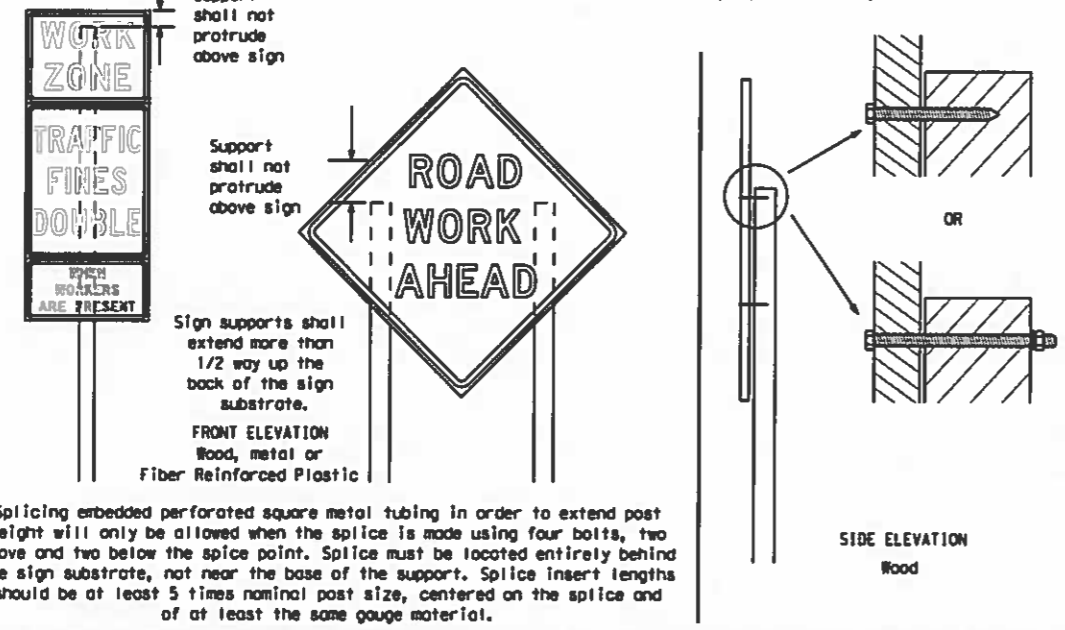 shall not
protrude
above sign
WORK
ZONE
TRAFFIC
FINES
DOUBLE
WHEN
WORKERS
ARE PRESENT
Support
shall not
protrude
above sign
ROAD
WORK
AHEAD
Sign supports shall
extend more than
1/2 way up the
back of the sign
substrate.
FRONT ELEVATION
Wood, metal or
Fiber Reinforced Plastic
OR
SIDE ELEVATION
Wood
Splicing embedded perforated square metal tubing in order to extend post
eight will only be allowed when the splice is made using four bolts, two
ove and two below the spice point. Splice must be located entirely behind
e sign substrate, not near the base of the support. Splice insert lengths
should be at least 5 times nominal post size, centered on the splice and
of at least the same gauge material.